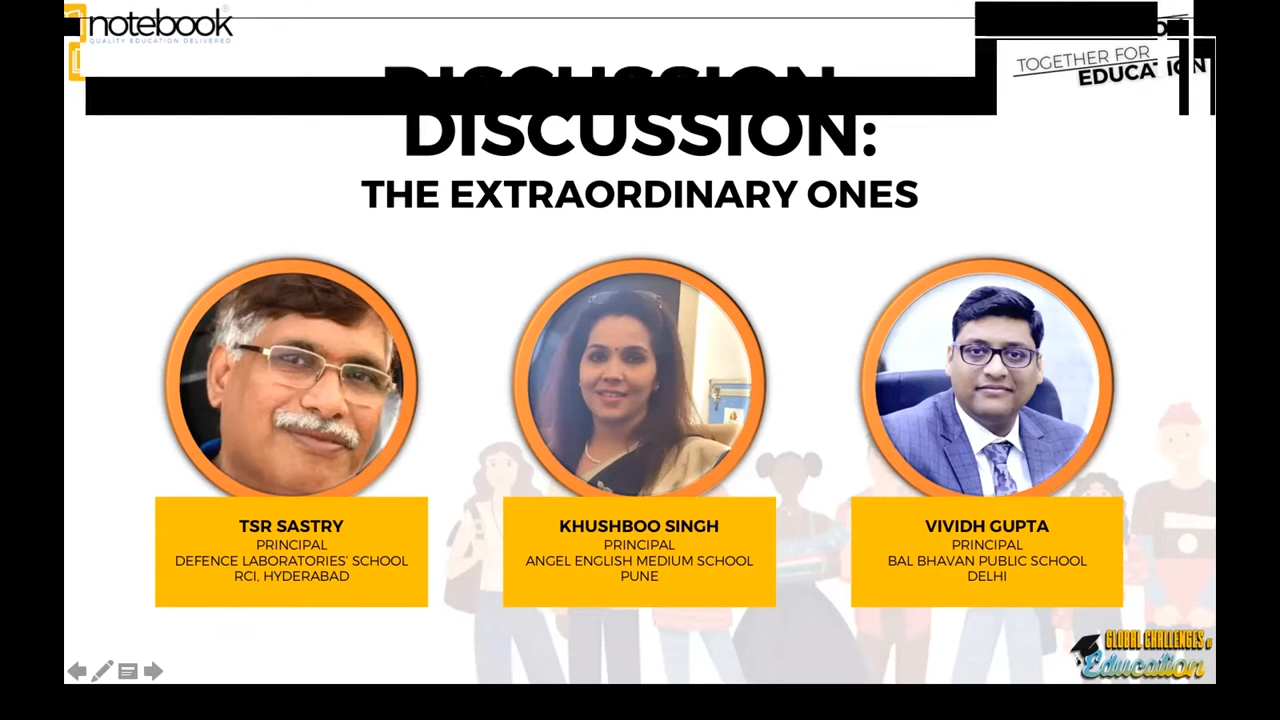 notebook
QUALITY EDUCATION DELIVERED
TOGETHER FOR
EDUCATION
DISCUSSION:
THE EXTRAORDINARY ONES
TSR SASTRY
PRINCIPAL
DEFENCE LABORATORIES' SCHOOL
RCI, HYDERABAD
KHUSHBOO SINGH
PRINCIPAL
ANGEL ENGLISH MEDIUM SCHOOL
PUNE
VIVIDH GUPTA
PRINCIPAL
BAL BHAVAN PUBLIC SCHOOL
DELHI
GLOBAL CHALLENGES
Education